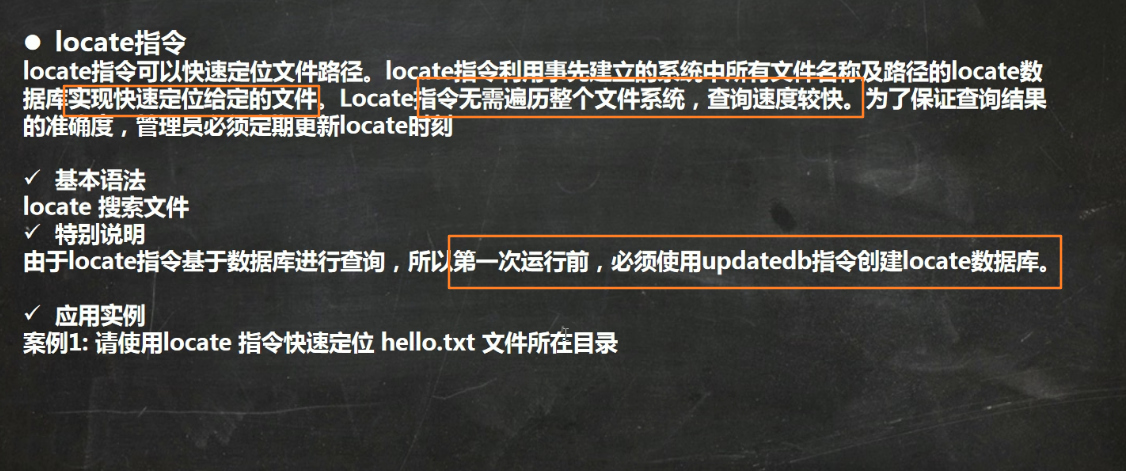 ● locate指令
locate指令可以快速定位文件路径。locate指令利用事先建立的系统中所有文件名称及路径的locate数
据库实现快速定位给定的文件。Locate指令无需遍历整个文件系统，查询速度较快。为了保证查询结果
的准确度，管理员必须定期更新locate时刻
✓ 基本语法
locate 搜索文件
✓ 特别说明
由于locate指令基于数据库进行查询，所以第一次运行前，必须使用updatedb指令创建locate数据库。
✓ 应用实例
案例1: 请使用locate 指令快速定位 hello.txt 文件所在目录